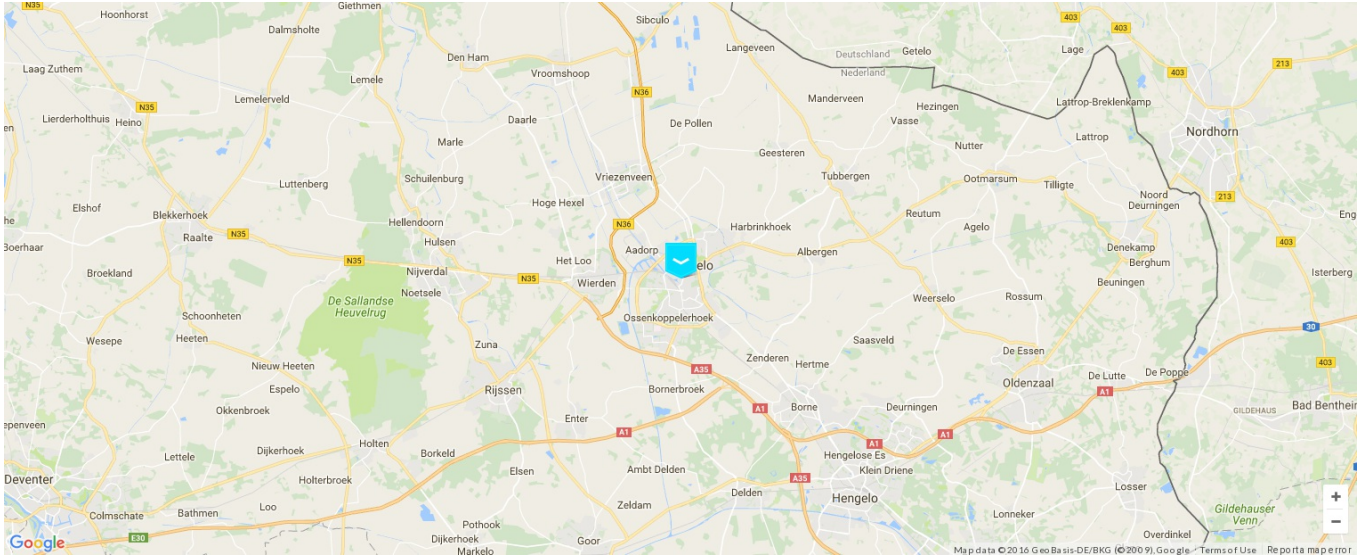 N35
Giethmen
Hoonhorst
Dalmsholte
Sibculo
403
Langeveen
Deutschland
Getelo
Lage
403
Den Ham
Nederland
213
Laag Zuthem
Lemele
Vroomshoop
403
N35
Lemelerveld
N36
Manderveen
Hezingen
Lattrop-Breklenkamp
Lierderholthuis
Heino
Daarle
De Pollen
Vasse
Nordhorn
Marle
Nutter
Lattrop
Geesteren
Luttenberg
Schuilenburg
Vriezenveen
Tubbergen
Ootmarsum
Tilligte
Noord
Deurningen
213
Elshof
Blekkerhoek
Hellendoorn
Hoge Hexel
N36
Harbrinkhoek
Reutum
Agelo
Raalte
N35
Hulsen
403
Boerhaar
Aadorp
Albergen
Denekamp
N35
Het Loo
elo
Berghum
Broekland
Nijverdal
N35
Wierden
Beuningen
Isterberg
Noetsele
De Sallandse
Heuvelrug
Weerselo
Rossum
Schoonheten
Ossenkoppelerhoek
30
Wesepe
Heeten
Zuna
Saasveld
De Essen
Zenderen
Hertme
403
Nieuw Heeten
A35
De Lutte
De Poppe
Espelo
Rijssen
Bornerbroek
Oldenzaal
A1
Okkenbroek
A1
Borne
Deurningen
GILDEHAUS
Bad Bentheim
epenveen
Enter
A1
A1
A1
Holten
Lettele
Dijkerhoek
Borkeld
Hengelose Es
Elsen
Ambt Delden
Klein Driene
Deventer
Holterbroek
A35
Delden
Hengelo
Losser
Loo
Zeldam
Colmschate
Bathmen
Lonneker
Gildehauser
Venn
Pothook
E30
Dijkerhoek
Goor
Overdinkel
Markelo
Google
Map data ©2016 GeoBasis-DE/BKG (©2009), Google
Terms of Use
Report a map error